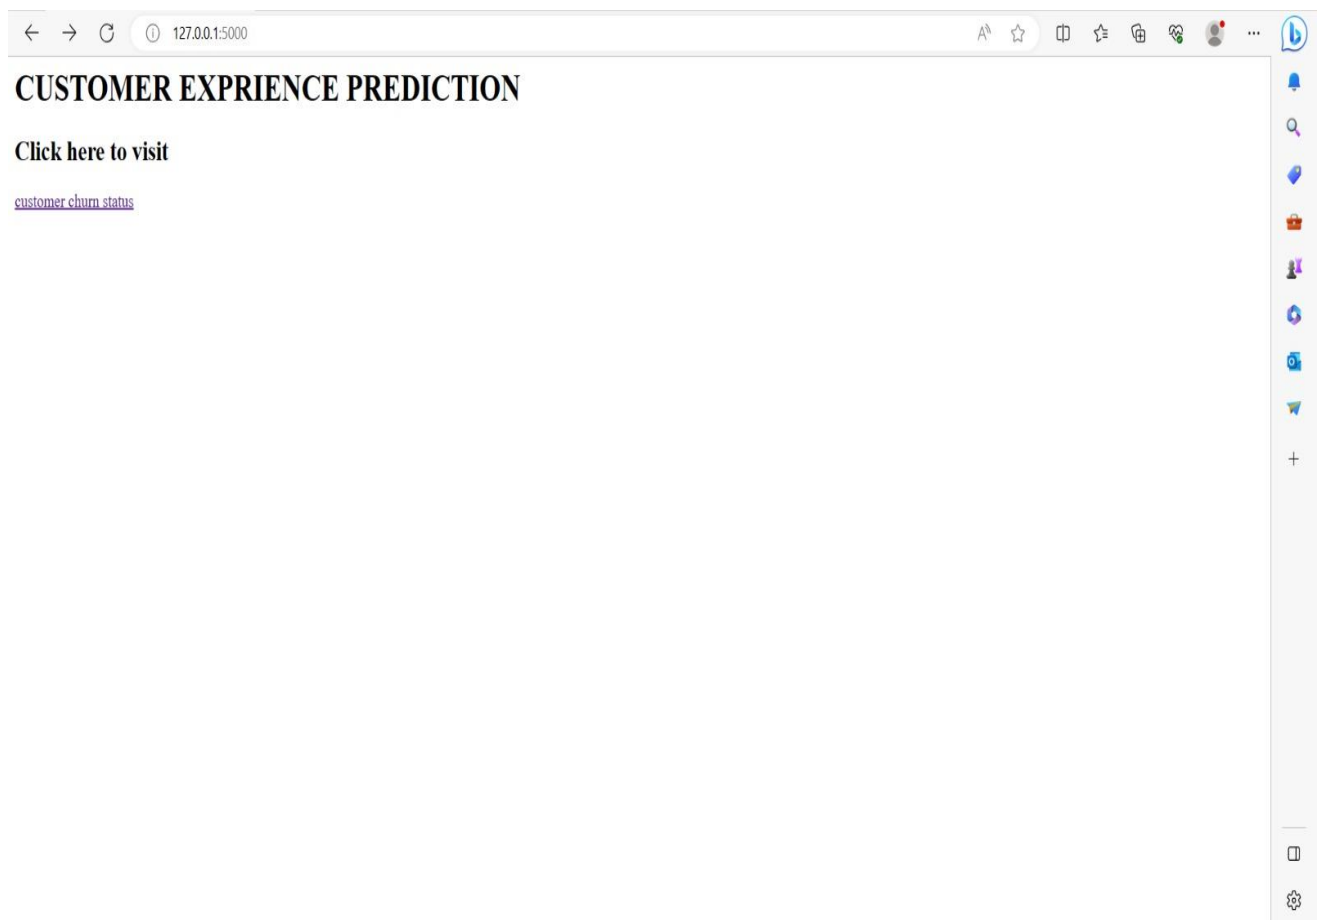 127.0.0.1:5000
CUSTOMER EXPRIENCE PREDICTION
Click here to visit
customer churn status